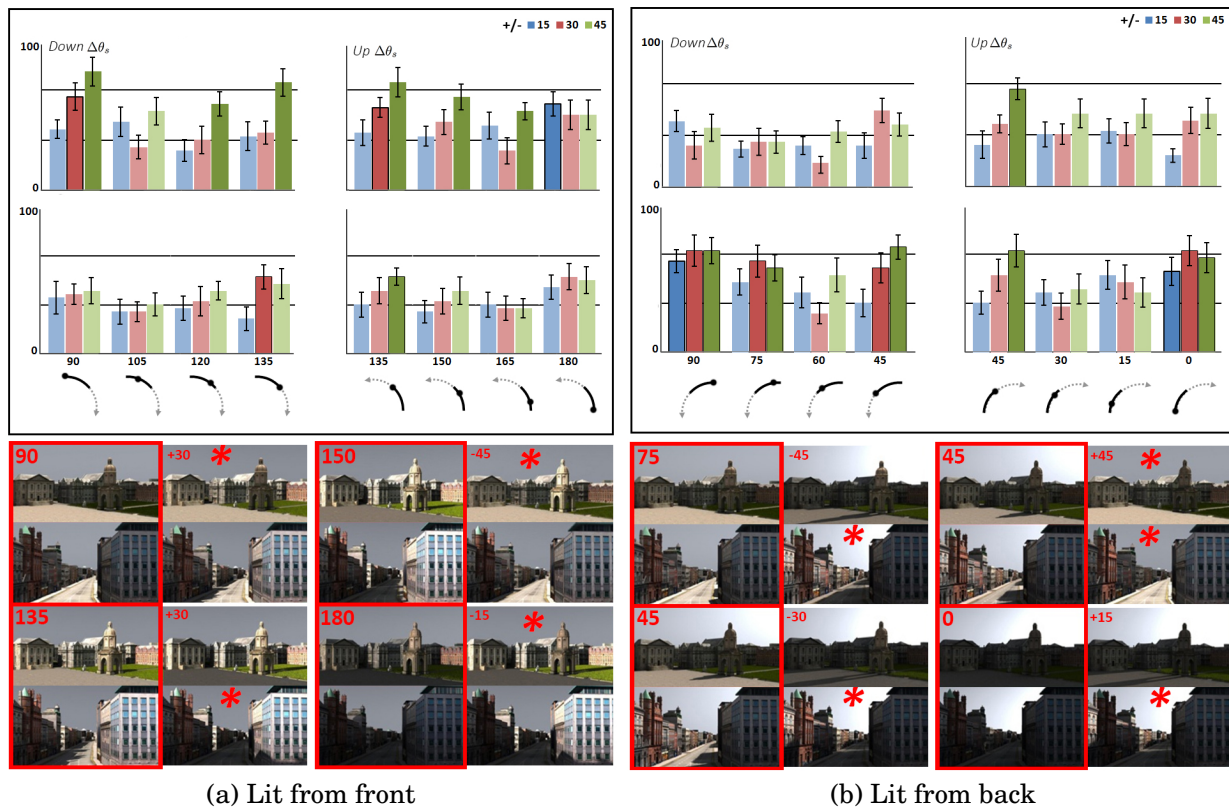 +/- 15 30 45
Down Δθs
Up Δθs
100
0
100
0
90 105 120 135
135 150 165 180
+/- 15 30 45
Down Δθs
Up Δθs
100
0
100
0
90 75 60 45
45 30 15 0
90 +30 * 150 -45 *
135 +30 * 180 -15 *
75 -45 * 45 +45 * *
45 -30 * 0 +15 *
(a) Lit from front
(b) Lit from back